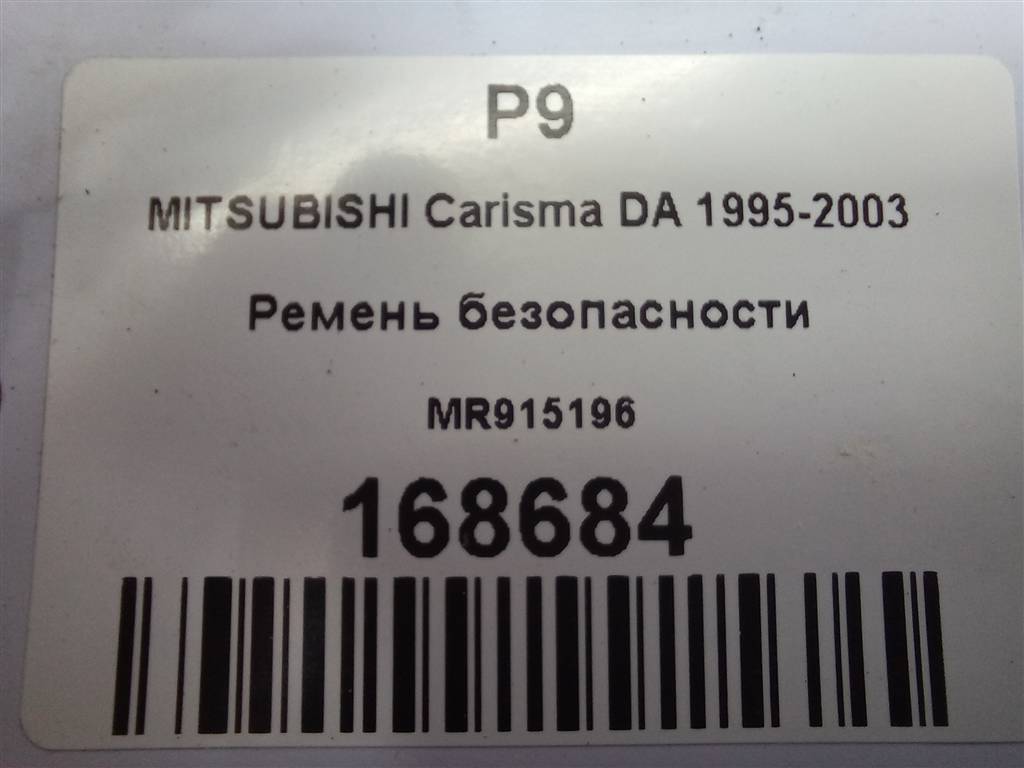 P9
MITSUBISHI Carisma DA 1995-2003
Ремень безопасности
MR915196
168684